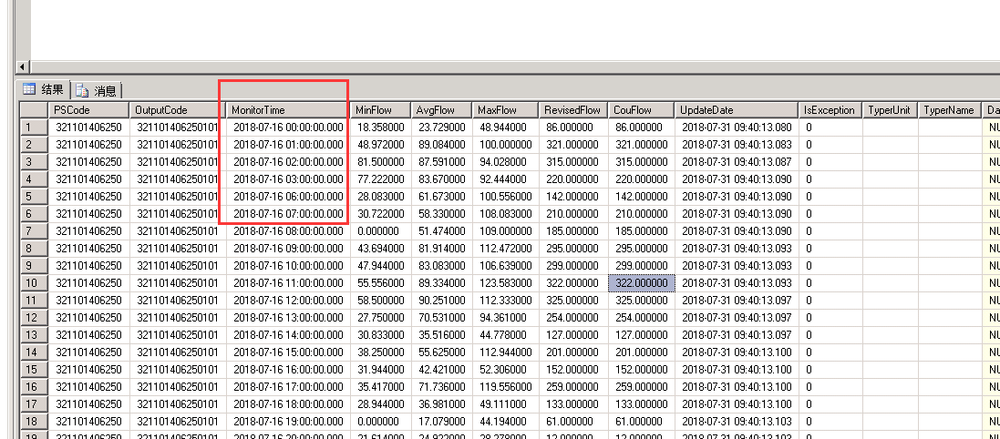 结果 消息
PSCode OutputCode MonitorTime MinFlow AvgFlow MaxFlow RevisedFlow CouFlow UpdateDate IsException TyperUnit TyperName Da
1 321101406250 321101406250101 2018-07-16 00:00:00.000 18.358000 23.729000 48.944000 86.000000 86.000000 2018-07-31 09:40:13.080 0 NU
2 321101406250 321101406250101 2018-07-16 01:00:00.000 48.972000 89.084000 100.000000 321.000000 321.000000 2018-07-31 09:40:13.083 0 NU
3 321101406250 321101406250101 2018-07-16 02:00:00.000 81.500000 87.591000 94.028000 315.000000 315.000000 2018-07-31 09:40:13.087 0 NU
4 321101406250 321101406250101 2018-07-16 03:00:00.000 77.222000 83.670000 92.444000 220.000000 220.000000 2018-07-31 09:40:13.090 0 NU
5 321101406250 321101406250101 2018-07-16 06:00:00.000 28.083000 61.673000 100.556000 142.000000 142.000000 2018-07-31 09:40:13.090 0 NU
6 321101406250 321101406250101 2018-07-16 07:00:00.000 30.722000 58.330000 108.083000 210.000000 210.000000 2018-07-31 09:40:13.090 0 NU
7 321101406250 321101406250101 2018-07-16 08:00:00.000 0.000000 51.474000 109.000000 185.000000 185.000000 2018-07-31 09:40:13.090 0 NU
8 321101406250 321101406250101 2018-07-16 09:00:00.000 43.694000 81.914000 112.472000 295.000000 295.000000 2018-07-31 09:40:13.093 0 NU
9 321101406250 321101406250101 2018-07-16 10:00:00.000 47.944000 83.083000 106.639000 299.000000 299.000000 2018-07-31 09:40:13.093 0 NU
10 321101406250 321101406250101 2018-07-16 11:00:00.000 55.556000 89.334000 123.583000 322.000000 322.000000 2018-07-31 09:40:13.093 0 NU
11 321101406250 321101406250101 2018-07-16 12:00:00.000 58.500000 90.251000 112.333000 325.000000 325.000000 2018-07-31 09:40:13.097 0 NU
12 321101406250 321101406250101 2018-07-16 13:00:00.000 27.750000 70.531000 94.361000 254.000000 254.000000 2018-07-31 09:40:13.097 0 NU
13 321101406250 321101406250101 2018-07-16 14:00:00.000 30.833000 35.516000 44.778000 127.000000 127.000000 2018-07-31 09:40:13.097 0 NU
14 321101406250 321101406250101 2018-07-16 15:00:00.000 38.250000 55.625000 112.944000 201.000000 201.000000 2018-07-31 09:40:13.100 0 NU
15 321101406250 321101406250101 2018-07-16 16:00:00.000 31.944000 42.421000 52.306000 152.000000 152.000000 2018-07-31 09:40:13.100 0 NU
16 321101406250 321101406250101 2018-07-16 17:00:00.000 35.417000 71.736000 119.556000 259.000000 259.000000 2018-07-31 09:40:13.100 0 NU
17 321101406250 321101406250101 2018-07-16 18:00:00.000 28.944000 36.981000 49.111000 133.000000 133.000000 2018-07-31 09:40:13.100 0 NU
18 321101406250 321101406250101 2018-07-16 19:00:00.000 0.000000 17.079000 44.194000 61.000000 61.000000 2018-07-31 09:40:13.103 0 NU
19 321101406250 321101406250101 2018-07-16 20:00:00.000 21.614000 24.922000 28.278000 12.000000 12.000000 2018-07-31 09:40:13.103 0 NU